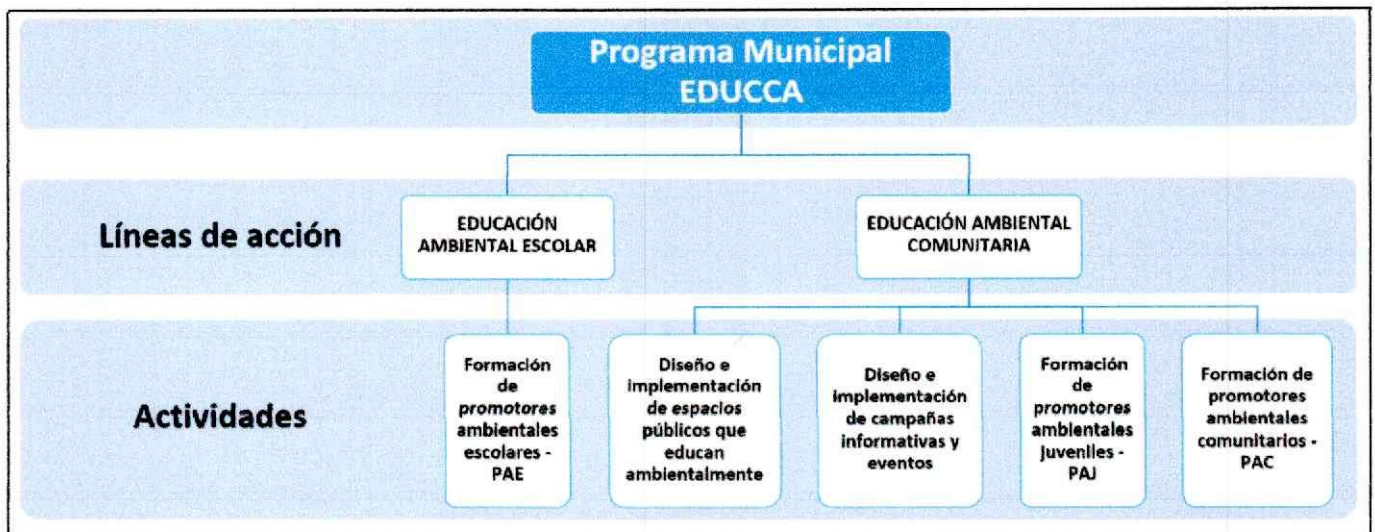 Programa Municipal
EDUCCA
Líneas de acción
EDUCACIÓN
AMBIENTAL ESCOLAR
EDUCACIÓN AMBIENTAL
COMUNITARIA
Actividades
Formación
de
promotores
ambientales
escolares -
PAE
Diseño e
implementación
de espacios
públicos que
educan
ambientalmente
Diseño e
implementación
de campañas
informativas y
eventos
Formación
de
promotores
ambientales
juveniles -
PAJ
Formación de
promotores
ambientales
comunitarios -
PAC